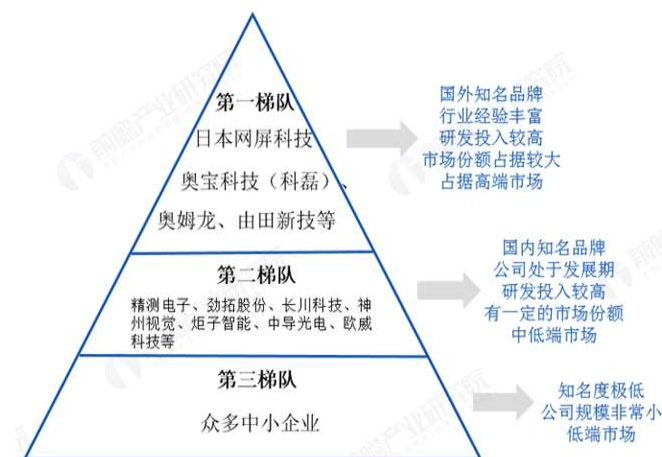 第一梯队
日本网屏科技
奥宝科技（科磊）、
奥姆龙、由田新技等
国外知名品牌
行业经验丰富
研发投入较高
市场份额占据较大
占据高端市场
第二梯队
精测电子、劲拓股份、长川科技、神
州视觉、炬子智能、中导光电、欧威
科技等
国内知名品牌
公司处于发展期
研发投入较高
有一定的市场份额
中低端市场
第三梯队
众多中小企业
知名度极低
公司规模非常小
低端市场
前瞻产业研究院